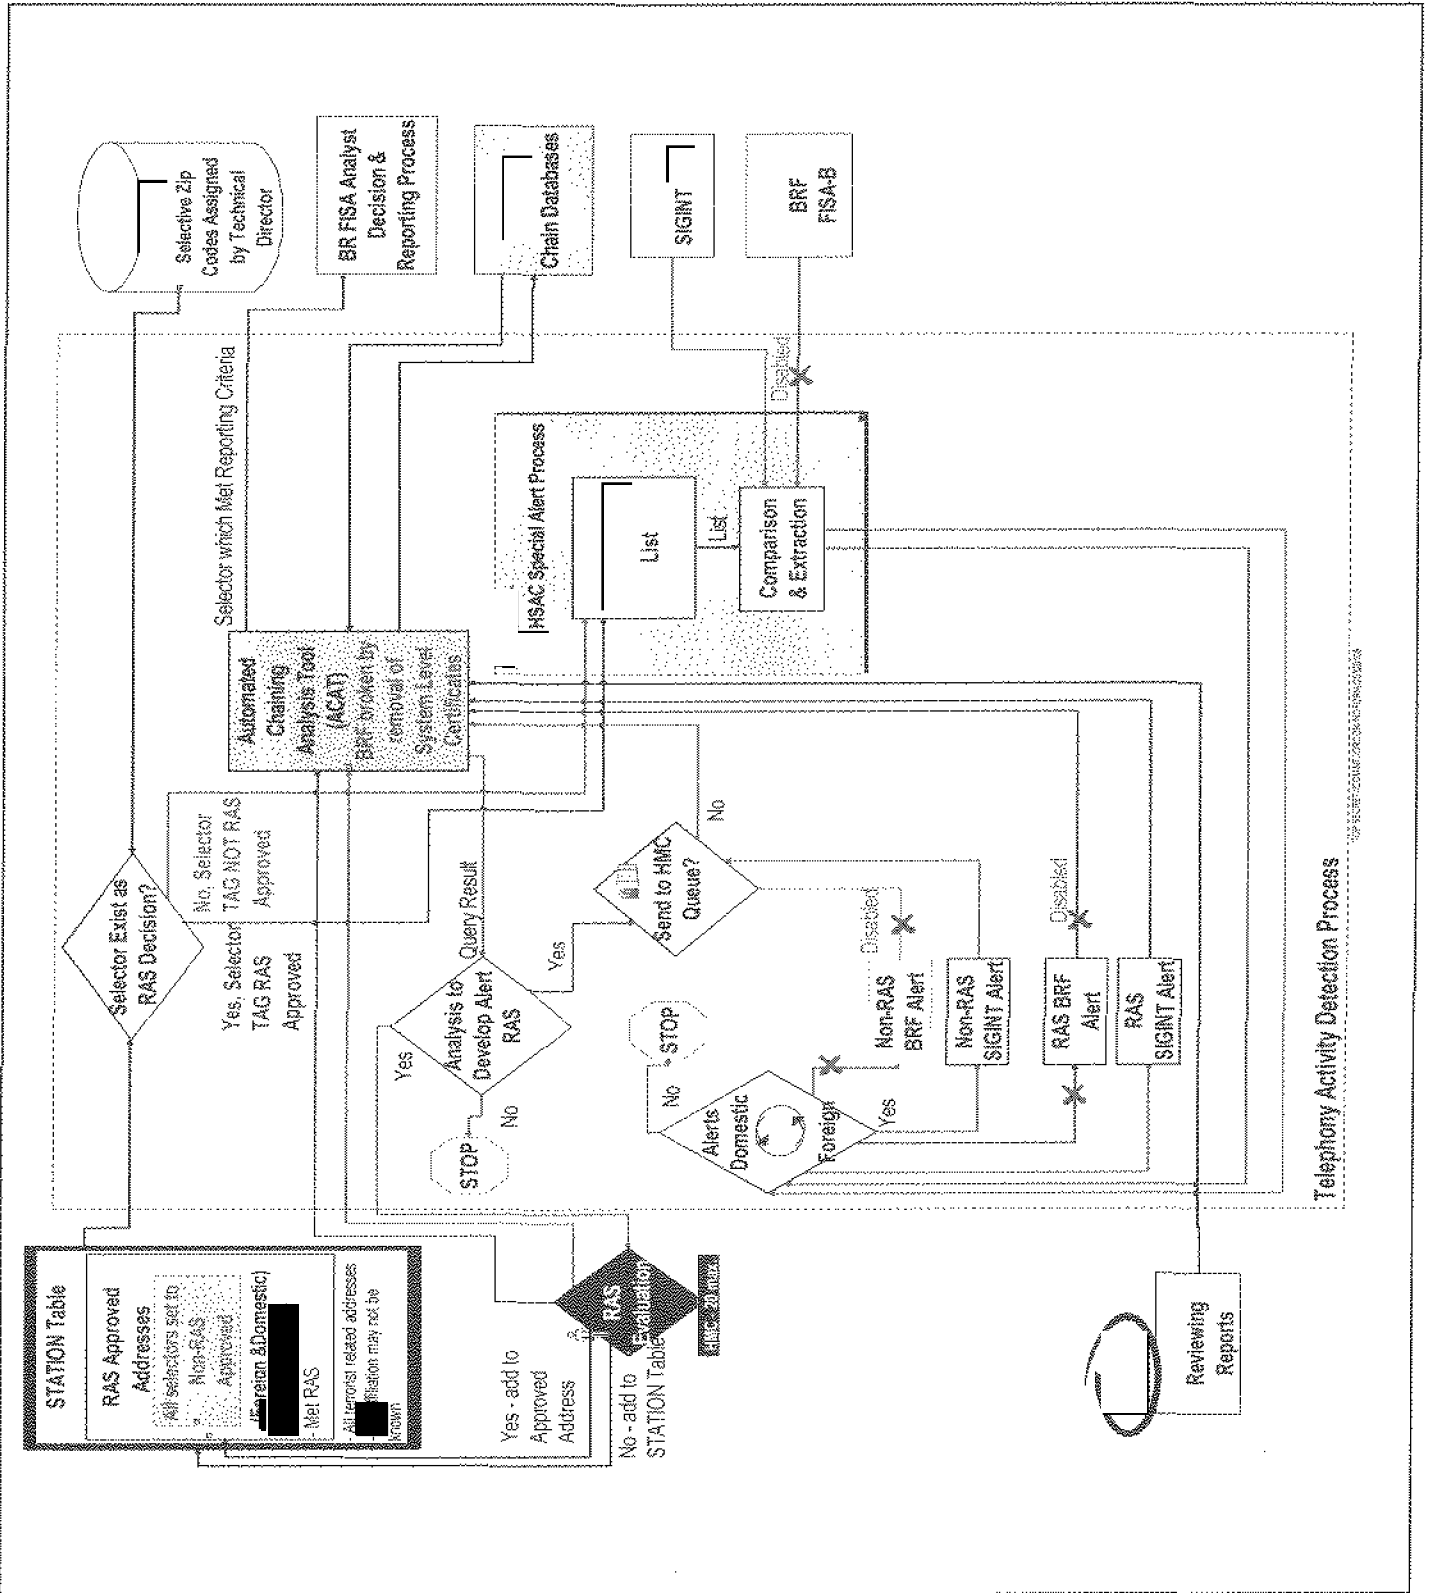 STATION Table
RAS Approved
Addresses
All selectors set to
Non-RAS
Approved
(Foreign &Domestic)
- Met RAS
- All terrorist related addresses
may not be
known
Selector Exist as
RAS Decision?
Selective Zip
Codes Assigned
by Technical
Director
No. Selector
TAG NOT RAS
Approved
Yes. Selector
TAG RAS
Approved
Automated
Chaining
Analysis Tool
(ACAT)
BRF broken by
removal of
System Level
Certificates
Selector which Met Reporting Criteria
BR FISA Analyst
Decision &
Reporting Process
Chain Databases
Yes
Analysis to
Develop Alert
RAS
Query Result
No
STOP
Yes
Yes - add to
Approved
Address
No - add to
STATION Table
RAS
Evaluation
HSAC Special Alert Process
List
List
Comparison
& Extraction
SIGINT
Disabled
BRF
FISA-B
Send to HMC
Queue?
No
STOP
No
Alerts
Domestic
Foreign
Yes
Disabled
Non-RAS
BRF Alert
Non-RAS
SIGINT Alert
RAS BRF
Alert
Disabled
RAS
SIGINT Alert
Reviewing
Reports
Telephony Activity Detection Process